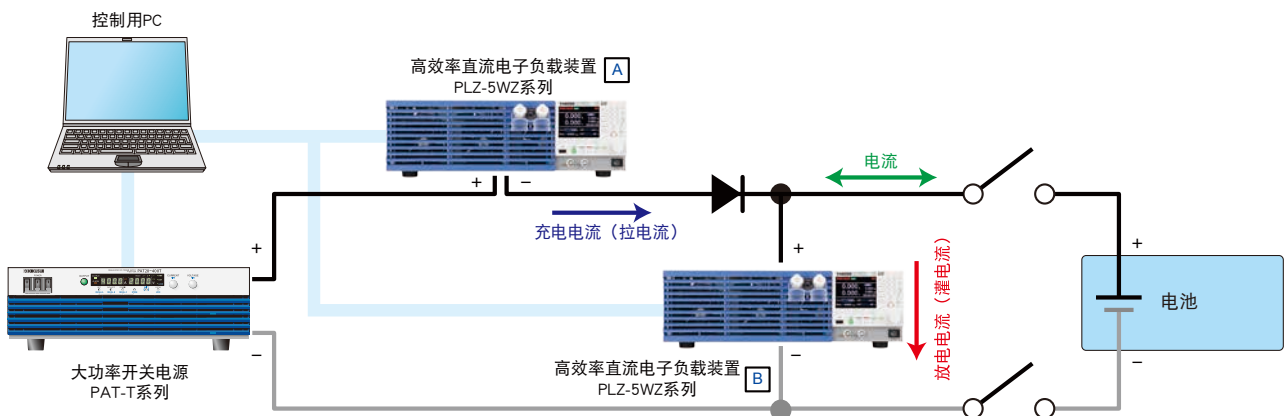 控制用PC
高效率直流电子负载装置 A
PLZ-5WZ系列
电流
+ −
充电电流（拉电流）
+
+
+
放电电流（灌电流）
电池
−
−
−
大功率开关电源
PAT-T系列
高效率直流电子负载装置 B
PLZ-5WZ系列